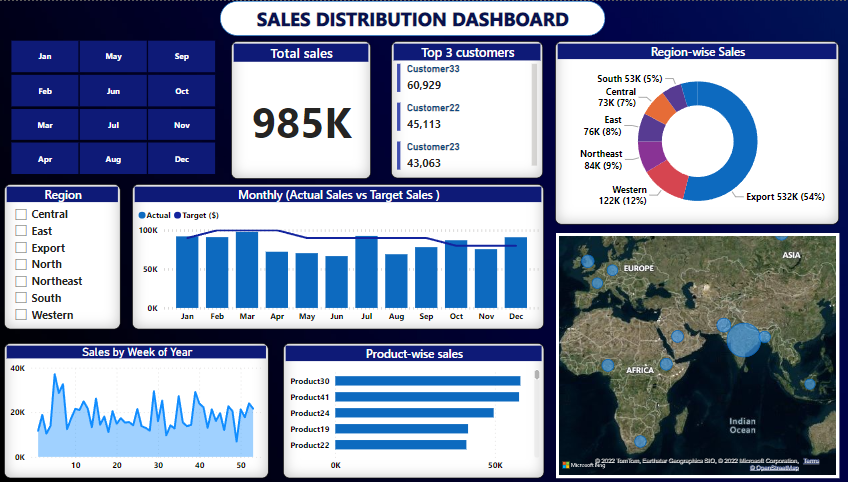 SALES DISTRIBUTION DASHBOARD
Jan May Sep
Feb Jun Oct
Mar Jul Nov
Apr Aug Dec
Total sales
985K
Top 3 customers
Customer33
60,929
Customer22
45,113
Customer23
43,063
Region-wise Sales
South 53K (5%)
Central
73K (7%)
East
76K (8%)
Northeast
84K (9%)
Western
122K (12%)
Export 532K (54%)
Region
Central
East
Export
North
Northeast
South
Western
Monthly (Actual Sales vs Target Sales )
Actual Target ($)
100K
50K
0K
Jan Feb Mar Apr May Jun Jul Aug Sep Oct Nov Dec
EUROPE
ASIA
AFRICA
Indian
Ocean
Microsoft Bing
© 2022 TomTom, Earthstar Geographics SIO, © 2022 Microsoft Corporation, Terms
© OpenStreetMap
Sales by Week of Year
40K
20K
0K
10 20 30 40 50
Product-wise sales
Product30
Product41
Product24
Product19
Product22
0K 50K